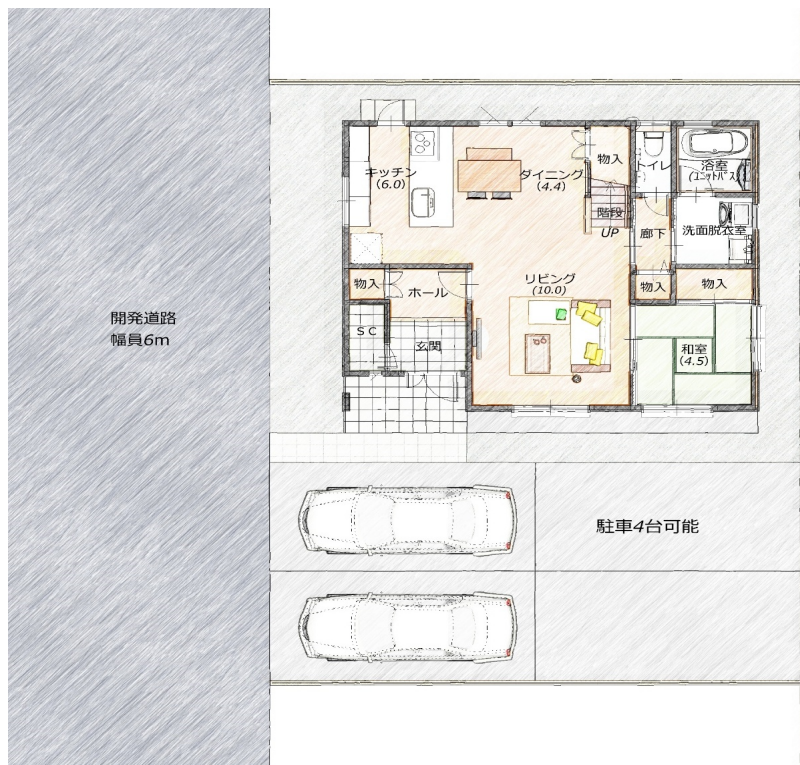 キッチン
(6.0)
ダイニング
(4.4)
物入
トイレ
浴室
(ユニットバス)
階段
UP
廊下
洗面脱衣室
物入
ホール
リビング
(10.0)
物入
物入
開発道路
幅員6m
SC
玄関
和室
(4.5)
駐車4台可能